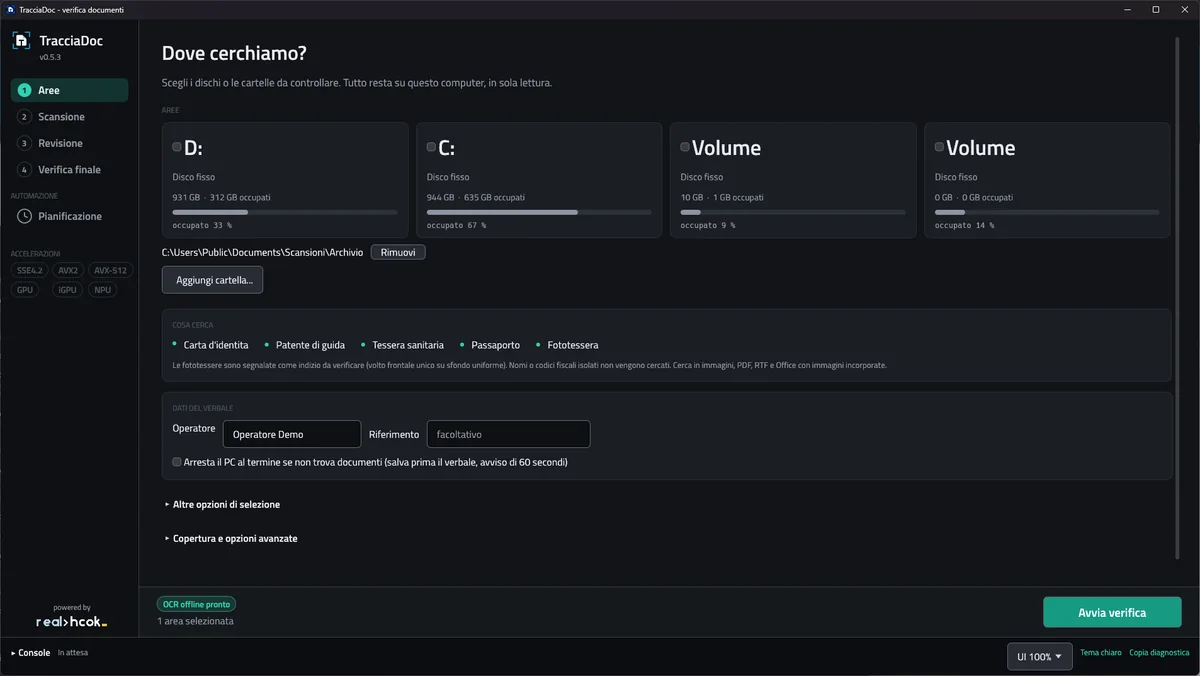 TracciaDoc - verifica documenti
TracciaDoc
v0.5.3
1 Aree
2 Scansione
3 Revisione
4 Verifica finale
AUTOMAZIONE
Pianificazione
ACCELERAZIONI
SSE4.2 AVX2 AVX-512
GPU iGPU NPU
powered by
real>hcok_
Dove cerchiamo?
Scegli i dischi o le cartelle da controllare. Tutto resta su questo computer, in sola lettura.
AREE
D:
Disco fisso
931 GB · 312 GB occupati
occupato 33 %
C:
Disco fisso
944 GB · 635 GB occupati
occupato 67 %
Volume
Disco fisso
10 GB · 1 GB occupati
occupato 9 %
Volume
Disco fisso
0 GB · 0 GB occupati
occupato 14 %
C:\Users\Public\Documents\Scansioni\Archivio Rimuovi
Aggiungi cartella...
COSA CERCA
Carta d'identita • Patente di guida • Tessera sanitaria • Passaporto • Fototessera
Le fototessere sono segnalate come indizio da verificare (volto frontale unico su sfondo uniforme). Nomi o codici fiscali isolati non vengono cercati. Cerca in immagini, PDF, RTF e Office con immagini incorporate.
DATI DEL VERBALE
Operatore Operatore Demo Riferimento facoltativo
Arresta il PC al termine se non trova documenti (salva prima il verbale, avviso di 60 secondi)
Altre opzioni di selezione
Copertura e opzioni avanzate
OCR offline pronto
1 area selezionata
Avvia verifica
Console In attesa
UI 100% Tema chiaro Copia diagnostica